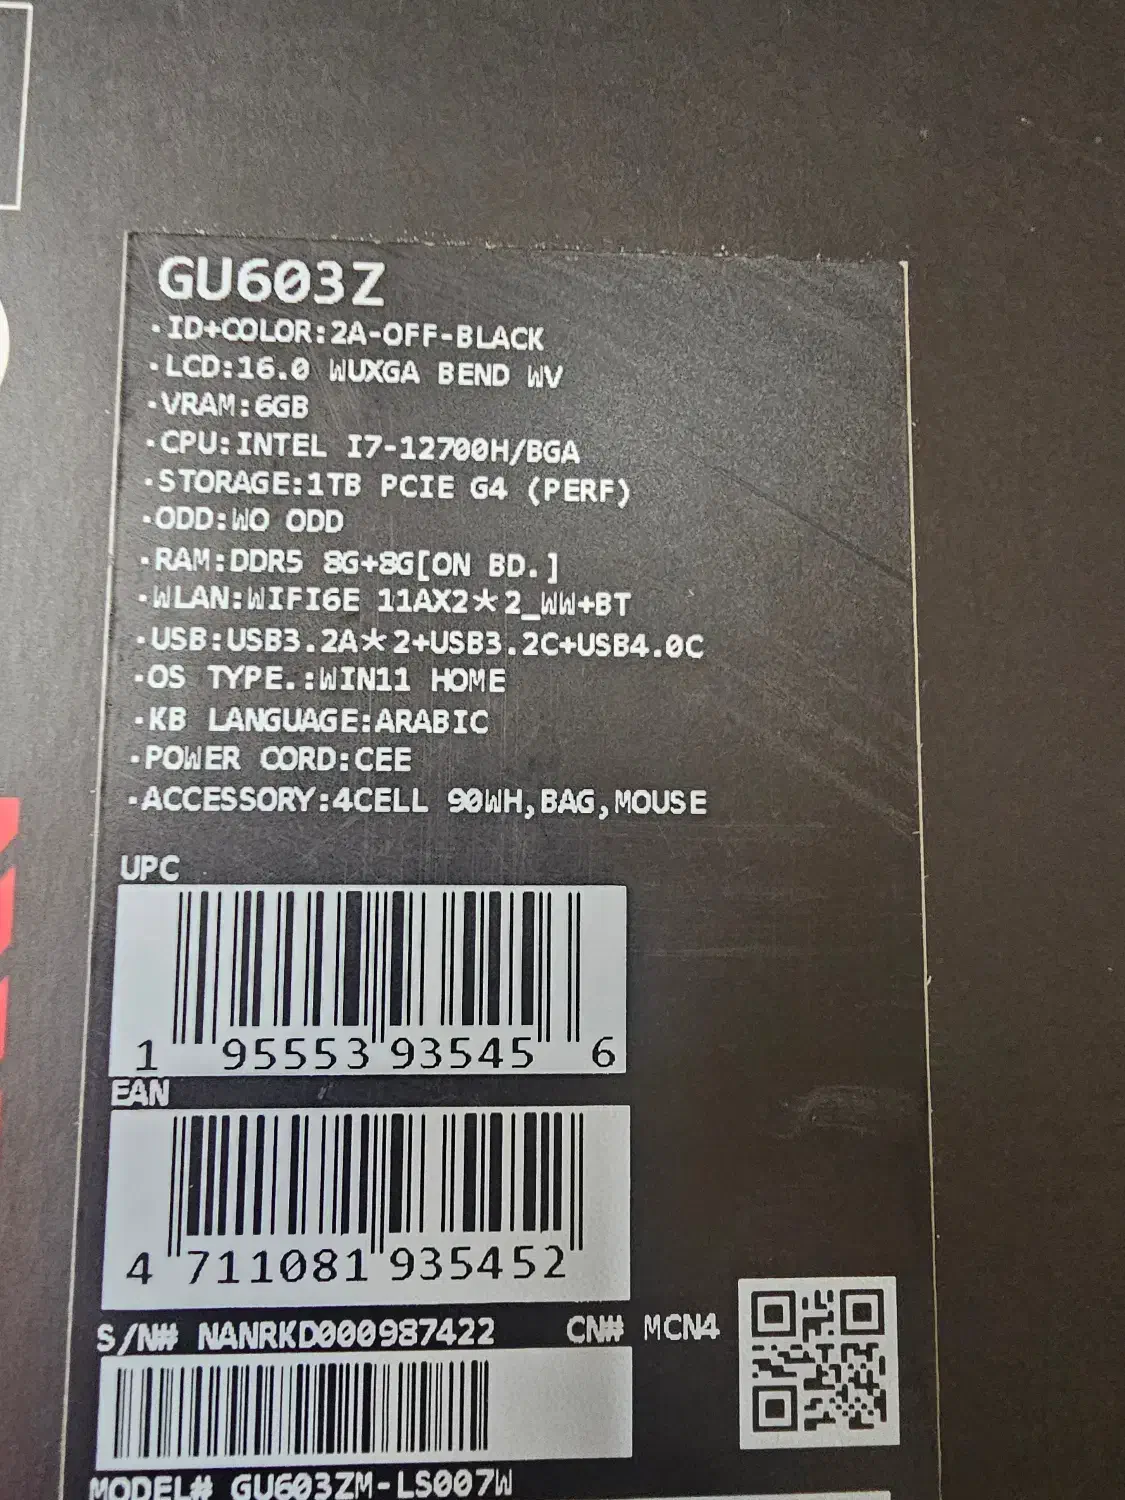 GU603Z
·ID+COLOR:2A-OFF-BLACK
·LCD:16.0 WUXGA BEND WV
·VRAM:6GB
·CPU:INTEL I7-12700H/BGA
·STORAGE:1TB PCIE G4 (PERF)
·ODD:WO ODD
·RAM:DDR5 8G+8G[ON BD.]
·WLAN:WIFI6E 11AX2*2_WW+BT
·USB:USB3.2A*2+USB3.2C+USB4.0C
·OS TYPE.:WIN11 HOME
·KB LANGUAGE:ARABIC
·POWER CORD:CEE
·ACCESSORY:4CELL 90WH,BAG,MOUSE
UPC
1 95553 93545 6
EAN
4 711081 935452
S/N# NANRKD000987422 CN# MCN4
MODEL# GU603ZM-LS007W